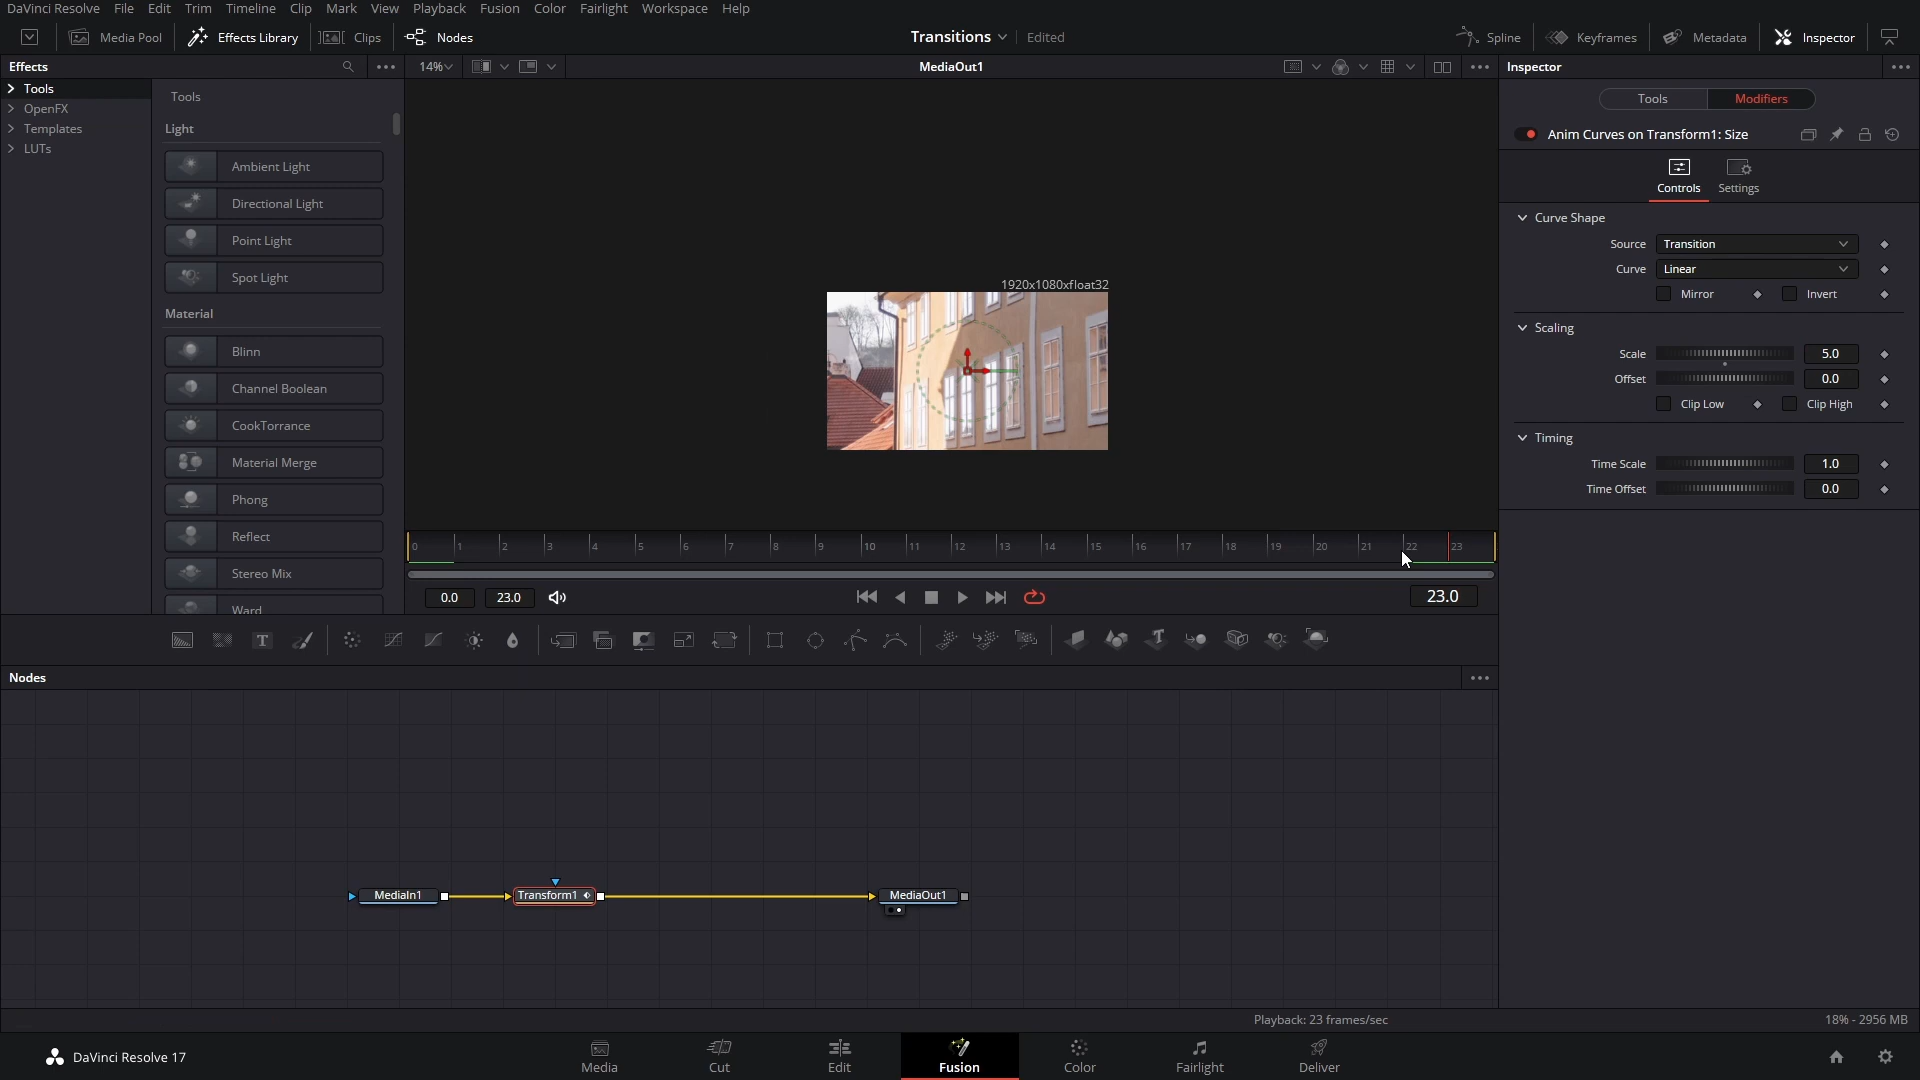 DaVinci Resolve File Edit Trim Timeline Clip Mark View Playback Fusion Color Fairlight Workspace Help
Media Pool Effects Library Clips Nodes Transitions Edited Spline Keyframes Metadata Inspector
Effects 14% MediaOut1 Inspector
Tools
OpenFX
Templates
LUTs
Tools
Light
Ambient Light
Directional Light
Point Light
Spot Light
Material
Blinn
Channel Boolean
CookTorrance
Material Merge
Phong
Reflect
Stereo Mix
Ward
1920x1080xfloat32
0 1 2 3 4 5 6 7 8 9 10 11 12 13 14 15 16 17 18 19 20 21 22 23
0.0 23.0 23.0
Tools Modifiers
Anim Curves on Transform1: Size
Controls Settings
Curve Shape
Source Transition
Curve Linear
Mirror Invert
Scaling
Scale 5.0
Offset 0.0
Clip Low Clip High
Timing
Time Scale 1.0
Time Offset 0.0
T T
Nodes
MediaIn1 Transform1 MediaOut1
Playback: 23 frames/sec 18% - 2956 MB
DaVinci Resolve 17 Media Cut Edit Fusion Color Fairlight Deliver